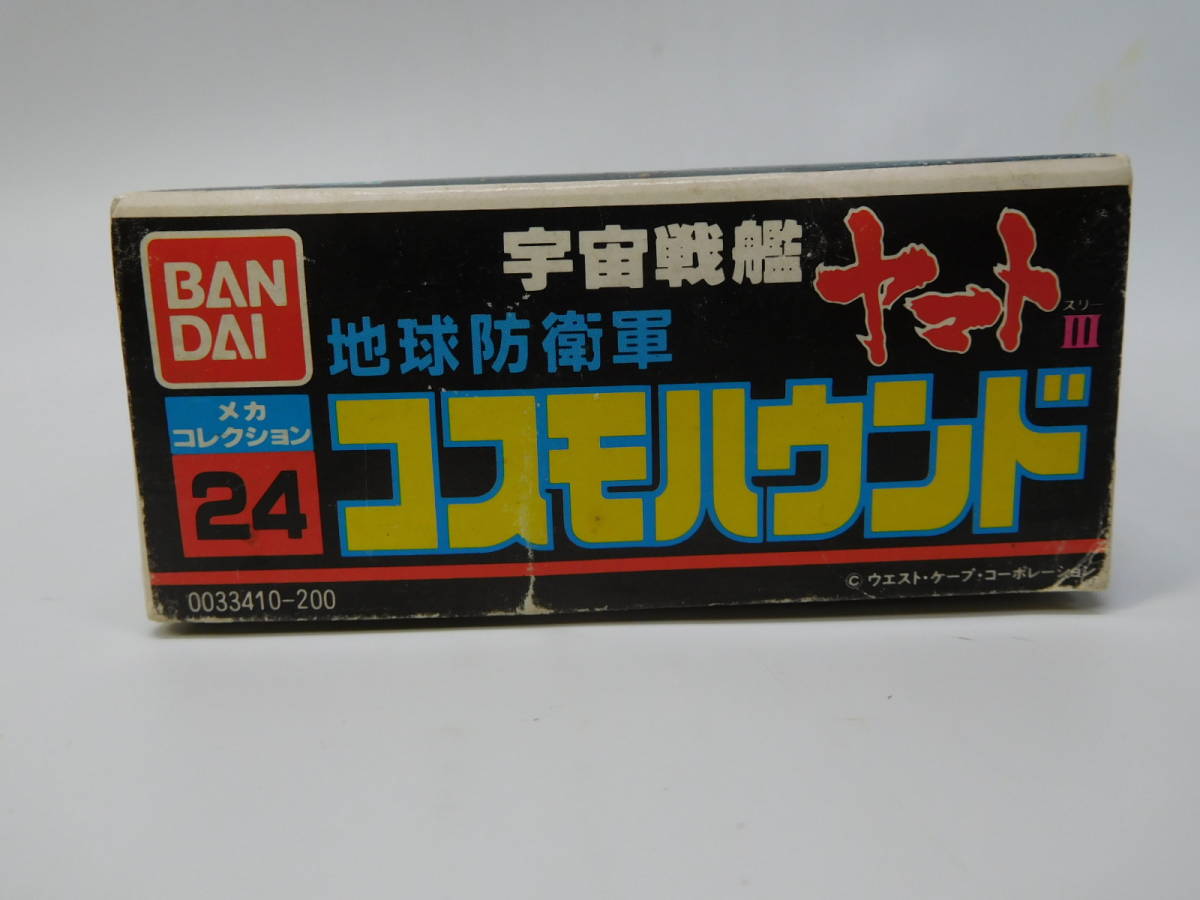 BAN
DAI
メカ
コレクション
24
宇宙戦艦 ヤマト
スリー
III
地球防衛軍
コスモハウンド
© ウエスト・ケープ・コーポレーション
0033410-200